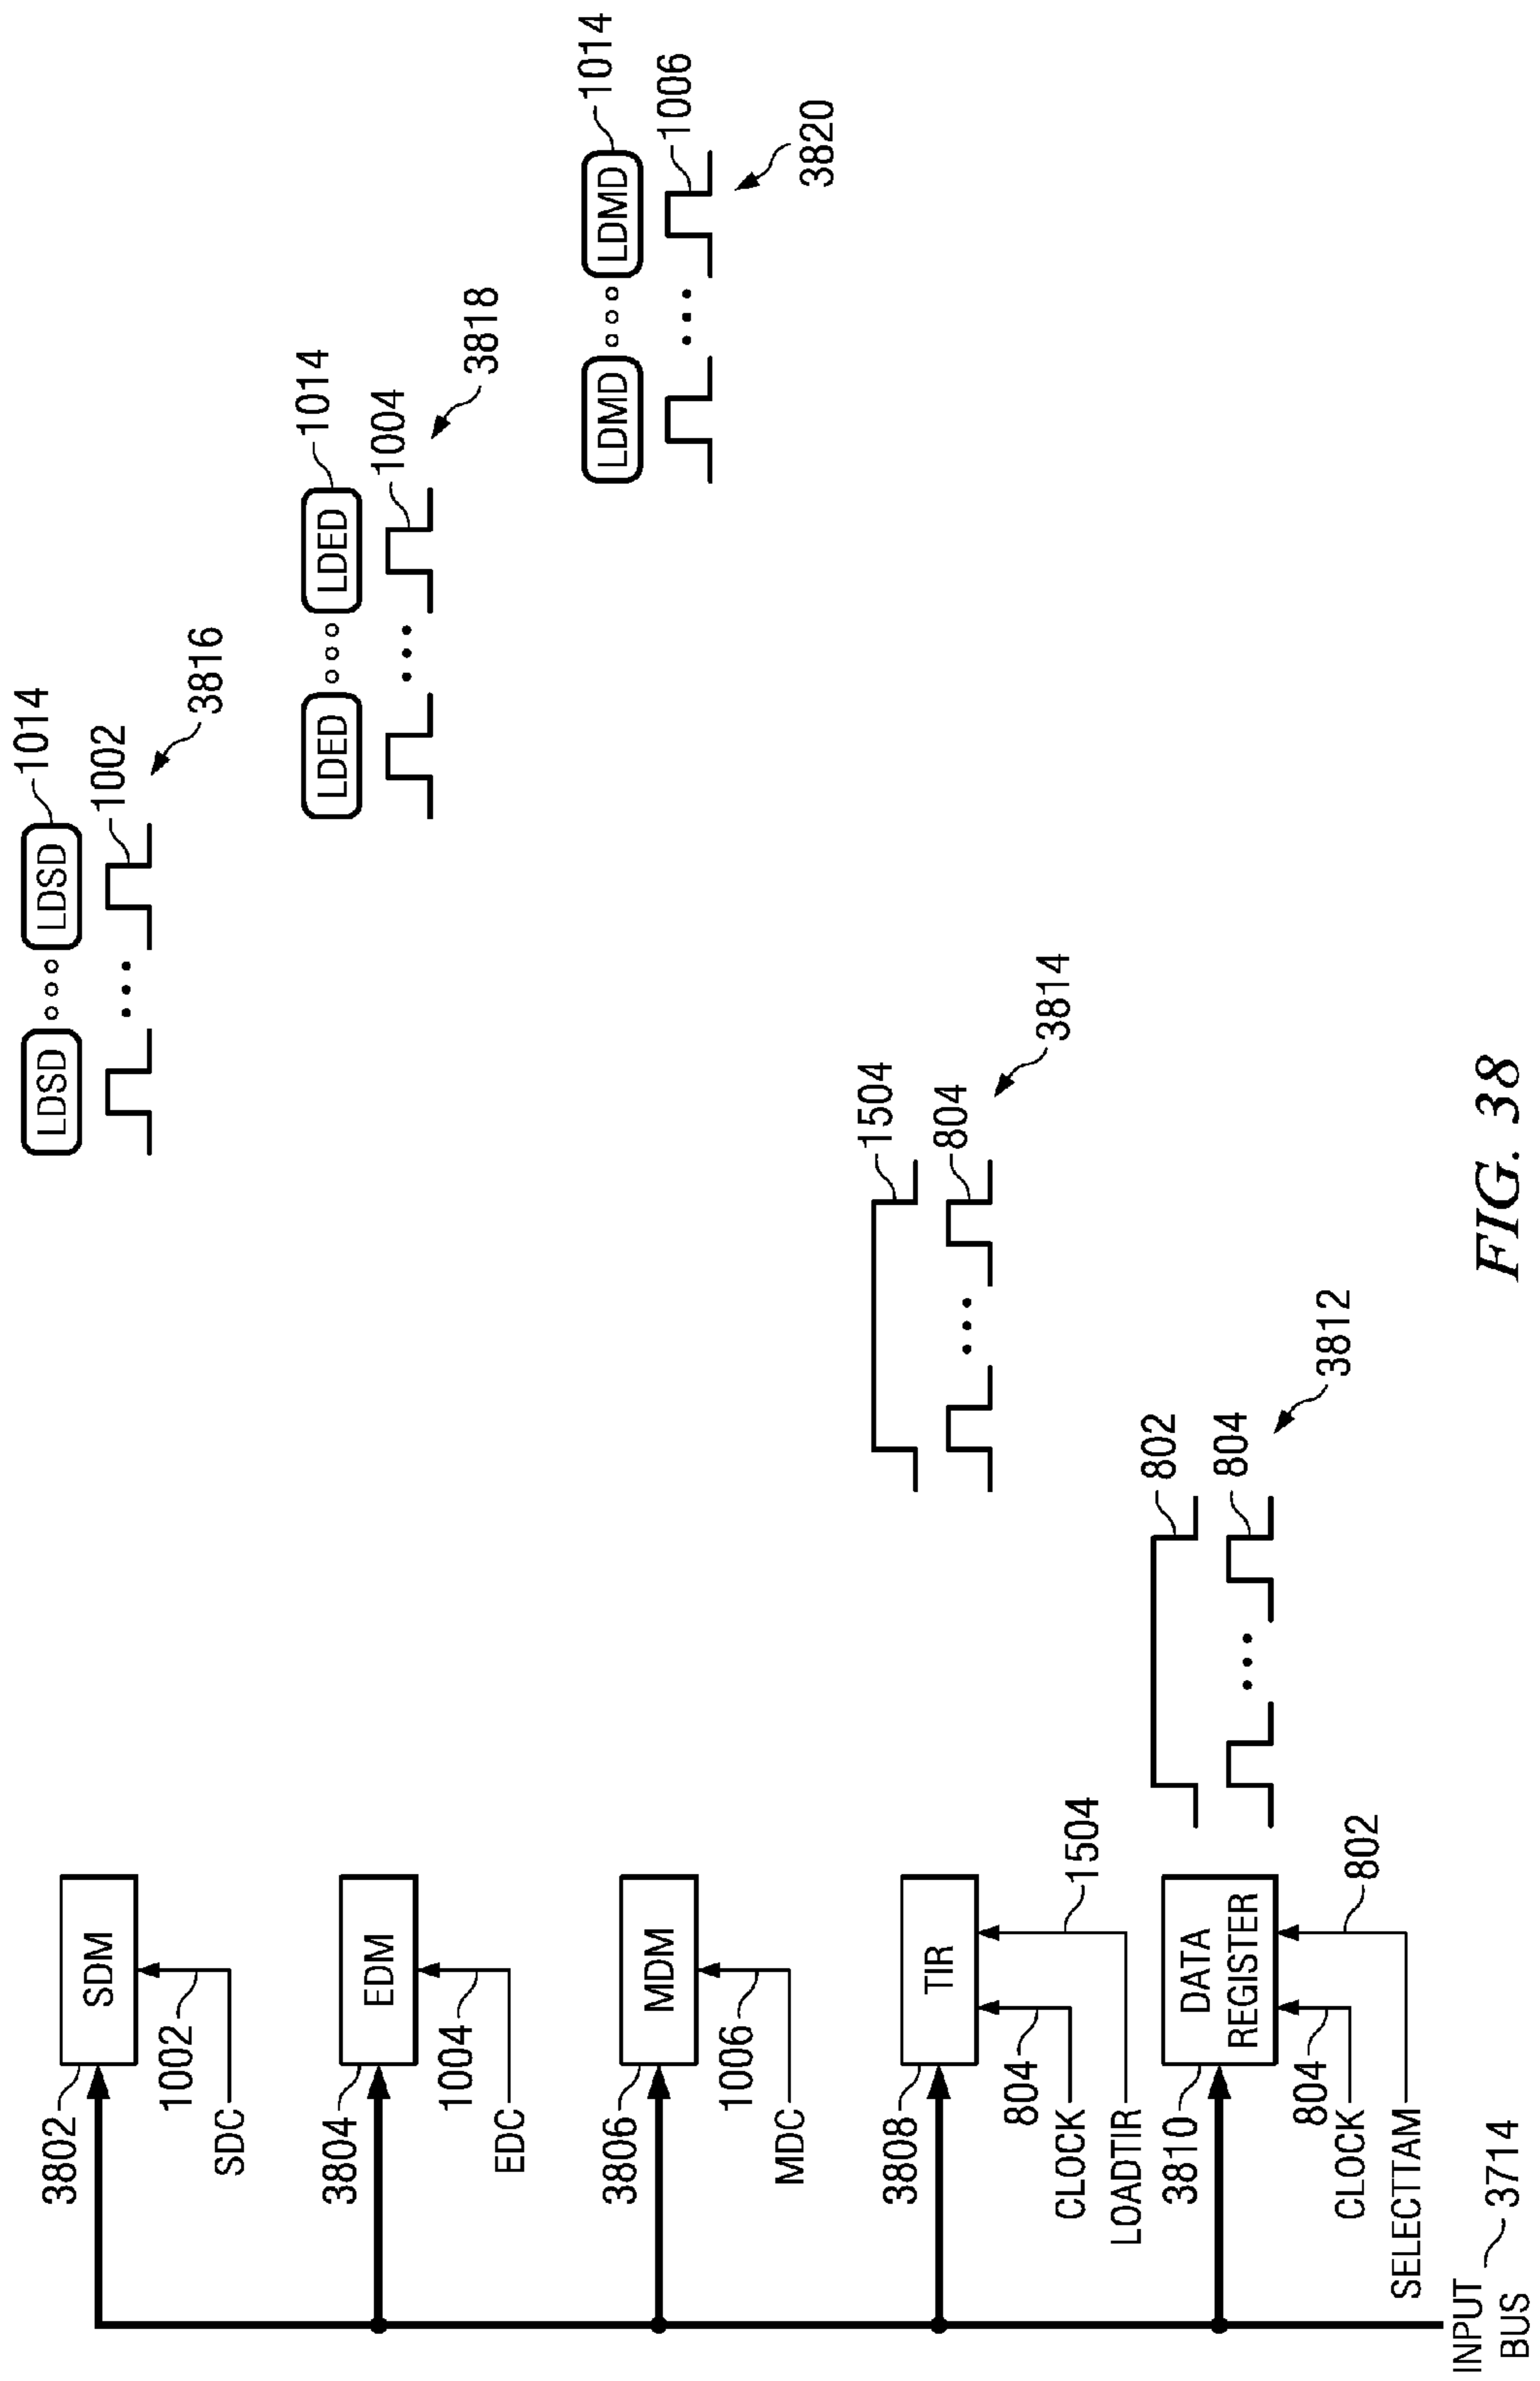 3802
SDM
1002
SDC
LDSD
LDSD
1014
1002
3816
3804
EDM
1004
EDC
LDED
LDED
1014
1004
3818
3806
MDM
1006
MDC
LDMD
LDMD
1014
1006
3820
3808
TIR
804
CLOCK
1504
LOADTIR
1504
804
3814
3810
DATA
REGISTER
804
CLOCK
802
SELECTTAM
802
804
3812
INPUT
BUS
3714
FIG. 38